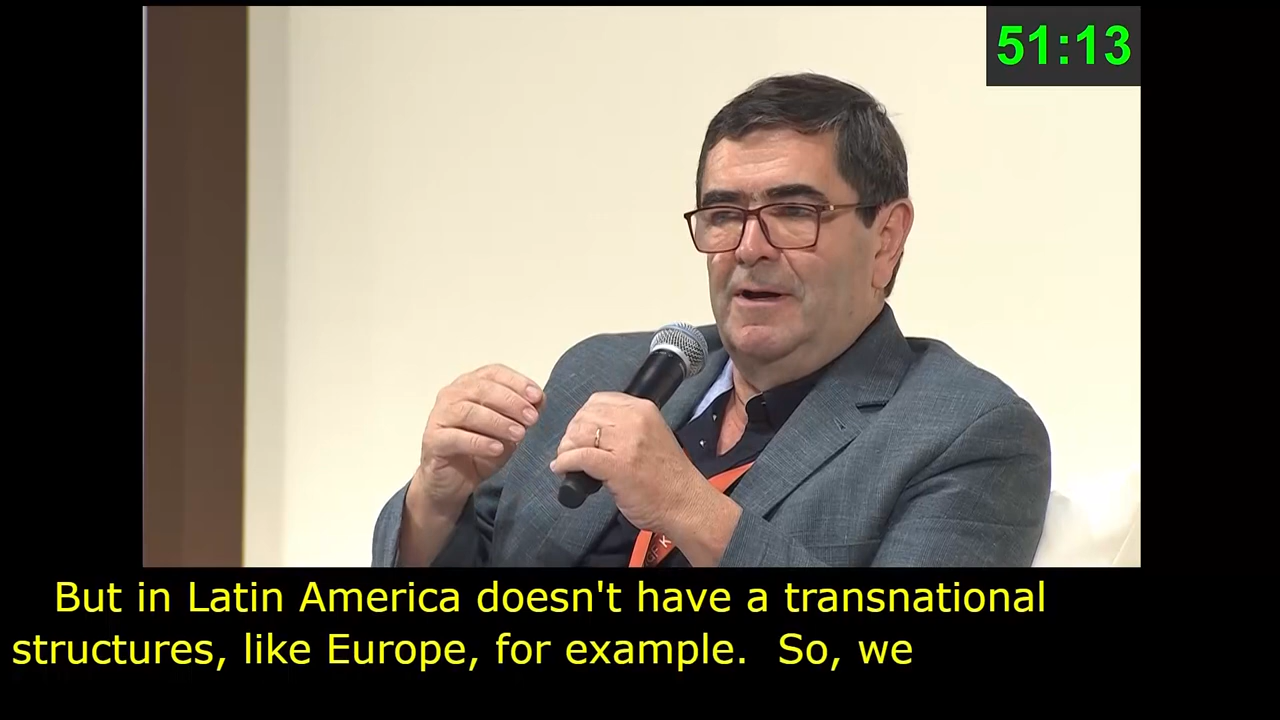 51:13
But in Latin America doesn't have a transnational
structures, like Europe, for example.  So, we